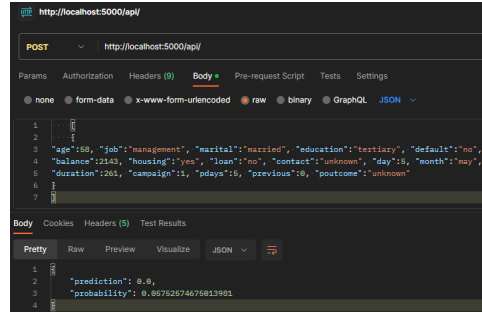 HTTP http://localhost:5000/api/
POST http://localhost:5000/api/
Params Authorization Headers (9) Body Pre-request Script Tests Settings
none form-data x-www-form-urlencoded raw binary GraphQL JSON
1 [
2 {
3 "age":58, "job":"management", "marital":"married", "education":"tertiary", "default":"no",
4 "balance":2143, "housing":"yes", "loan":"no", "contact":"unknown", "day":5, "month":"may",
5 "duration":261, "campaign":1, "pdays":5, "previous":0, "poutcome":"unknown"
6 }
7 ]
Body Cookies Headers (5) Test Results
Pretty Raw Preview Visualize JSON
1 {
2 "prediction": 0.0,
3 "probability": 0.05752574675013981
4 }